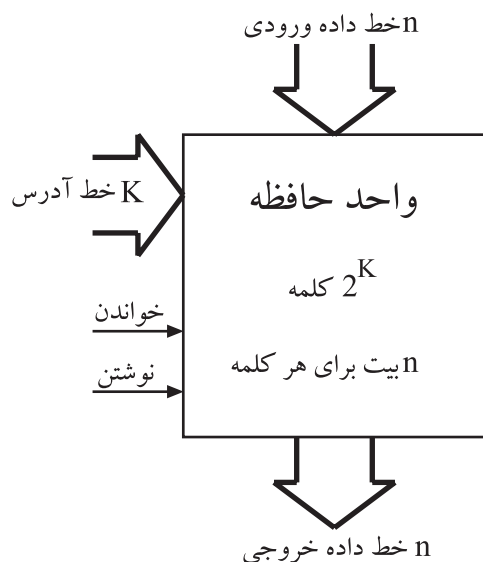 n خط داده ورودی
K خط آدرس
واحد حافظه
2^K کلمه
n بیت برای هر کلمه
خواندن
نوشتن
n خط داده خروجی